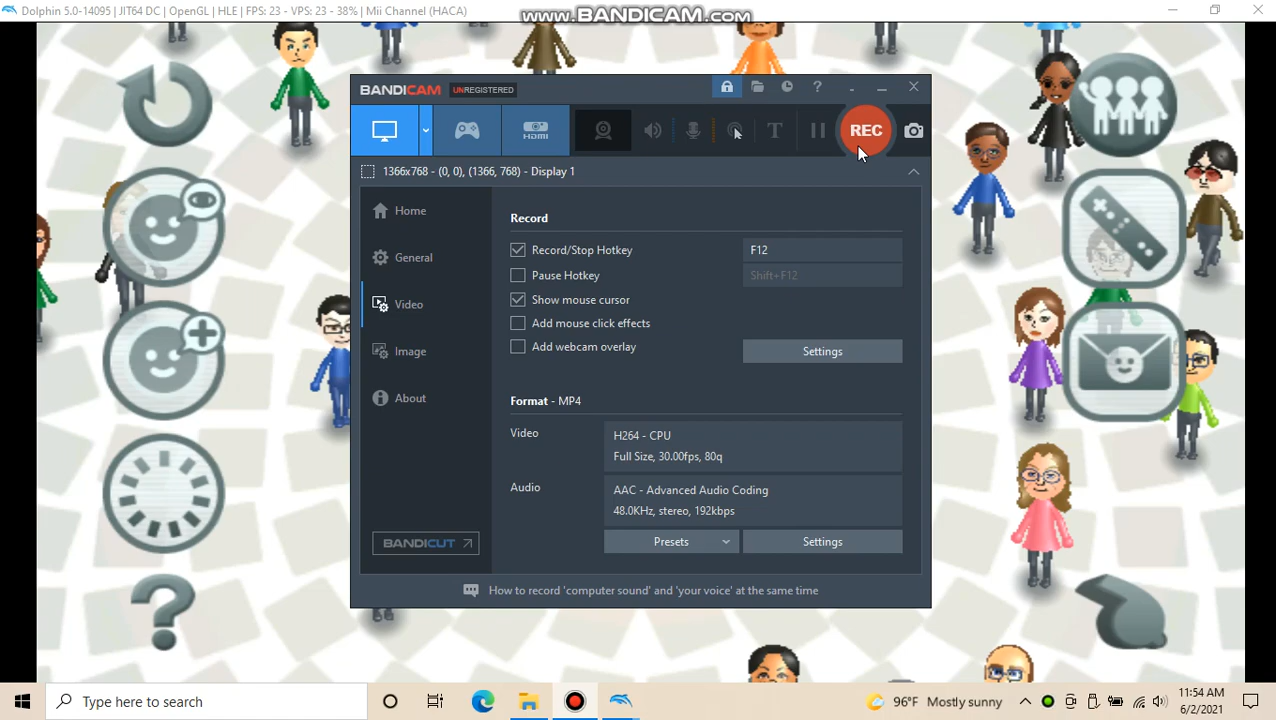 Dolphin 5.0-14095 | JIT64 DC | OpenGL | HLE | FPS: 23 - VPS: 23 - 38% | Mii Channel (HACA)
www.BANDICAM.com
BANDICAM UNREGISTERED
HDMI
T
REC
1366x768 - (0, 0), (1366, 768) - Display 1
Home
General
Video
Image
About
BANDICUT
Record
Record/Stop Hotkey F12
Pause Hotkey Shift+F12
Show mouse cursor
Add mouse click effects
Add webcam overlay Settings
Format - MP4
Video H264 - CPU
Full Size, 30.00fps, 80q
Audio AAC - Advanced Audio Coding
48.0KHz, stereo, 192kbps
Presets Settings
How to record 'computer sound' and 'your voice' at the same time
Type here to search
96°F Mostly sunny
11:54 AM
6/2/2021